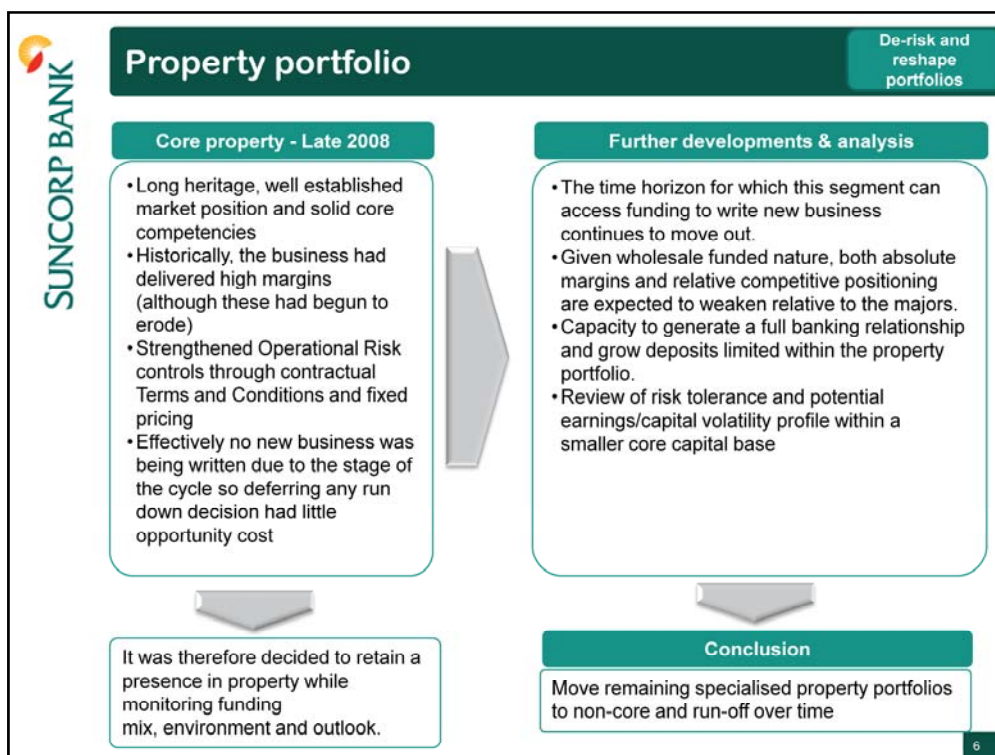 SUNCORP BANK
Property portfolio
De-risk and
reshape
portfolios
Core property - Late 2008
•Long heritage, well established
market position and solid core
competencies
•Historically, the business had
delivered high margins
(although these had begun to
erode)
•Strengthened Operational Risk
controls through contractual
Terms and Conditions and fixed
pricing
•Effectively no new business was
being written due to the stage of
the cycle so deferring any run
down decision had little
opportunity cost
It was therefore decided to retain a
presence in property while
monitoring funding
mix, environment and outlook.
Further developments & analysis
•The time horizon for which this segment can
access funding to write new business
continues to move out.
•Given wholesale funded nature, both absolute
margins and relative competitive positioning
are expected to weaken relative to the majors.
•Capacity to generate a full banking relationship
and grow deposits limited within the property
portfolio.
•Review of risk tolerance and potential
earnings/capital volatility profile within a
smaller core capital base
Conclusion
Move remaining specialised property portfolios
to non-core and run-off over time
6